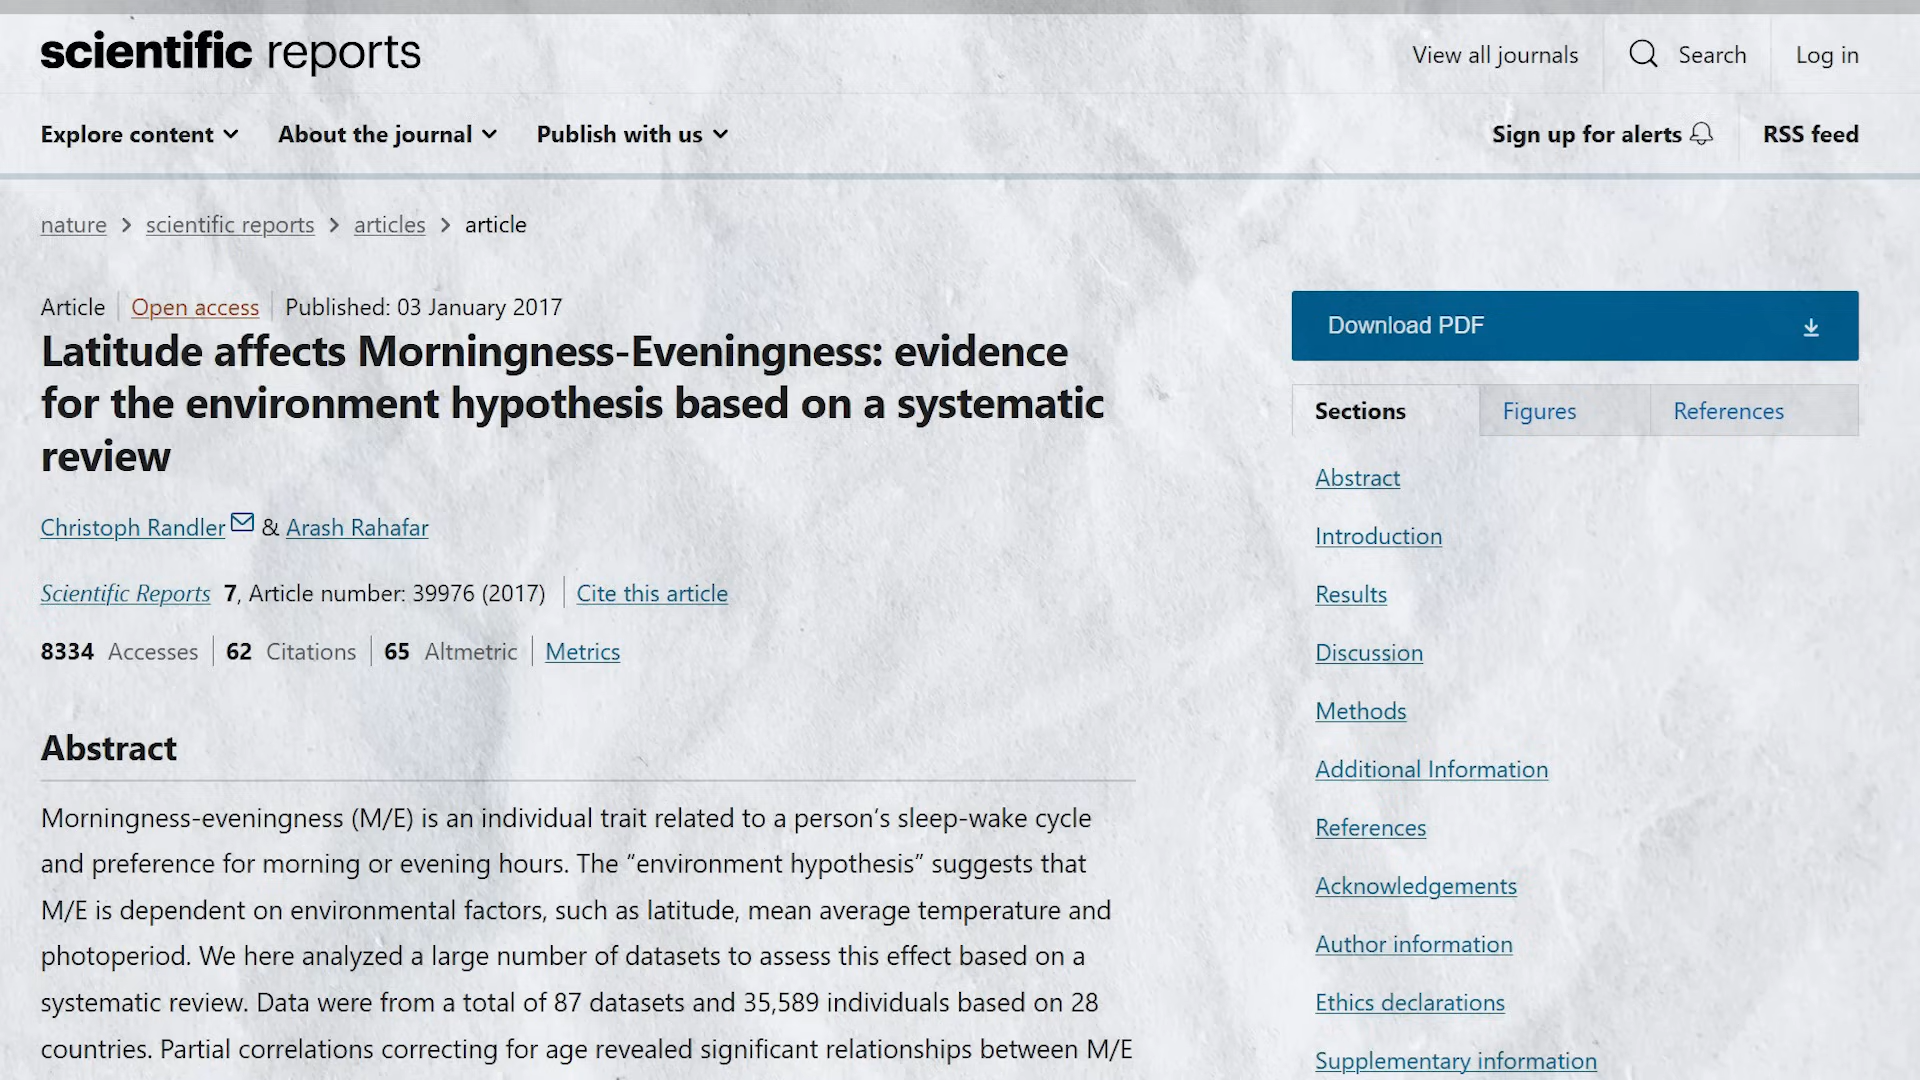 scientific reports
View all journals
Search
Log in
Explore content
About the journal
Publish with us
Sign up for alerts
RSS feed
nature > scientific reports > articles > article
Article
Open access
Published: 03 January 2017
Latitude affects Morningness-Eveningness: evidence
for the environment hypothesis based on a systematic
review
Christoph Randler & Arash Rahafar
Scientific Reports 7, Article number: 39976 (2017)
Cite this article
8334 Accesses
62 Citations
65 Altmetric
Metrics
Abstract
Morningness-eveningness (M/E) is an individual trait related to a person’s sleep-wake cycle
and preference for morning or evening hours. The “environment hypothesis” suggests that
M/E is dependent on environmental factors, such as latitude, mean average temperature and
photoperiod. We here analyzed a large number of datasets to assess this effect based on a
systematic review. Data were from a total of 87 datasets and 35,589 individuals based on 28
countries. Partial correlations correcting for age revealed significant relationships between M/E
Download PDF
Sections
Figures
References
Abstract
Introduction
Results
Discussion
Methods
Additional Information
References
Acknowledgements
Author information
Ethics declarations
Supplementary information